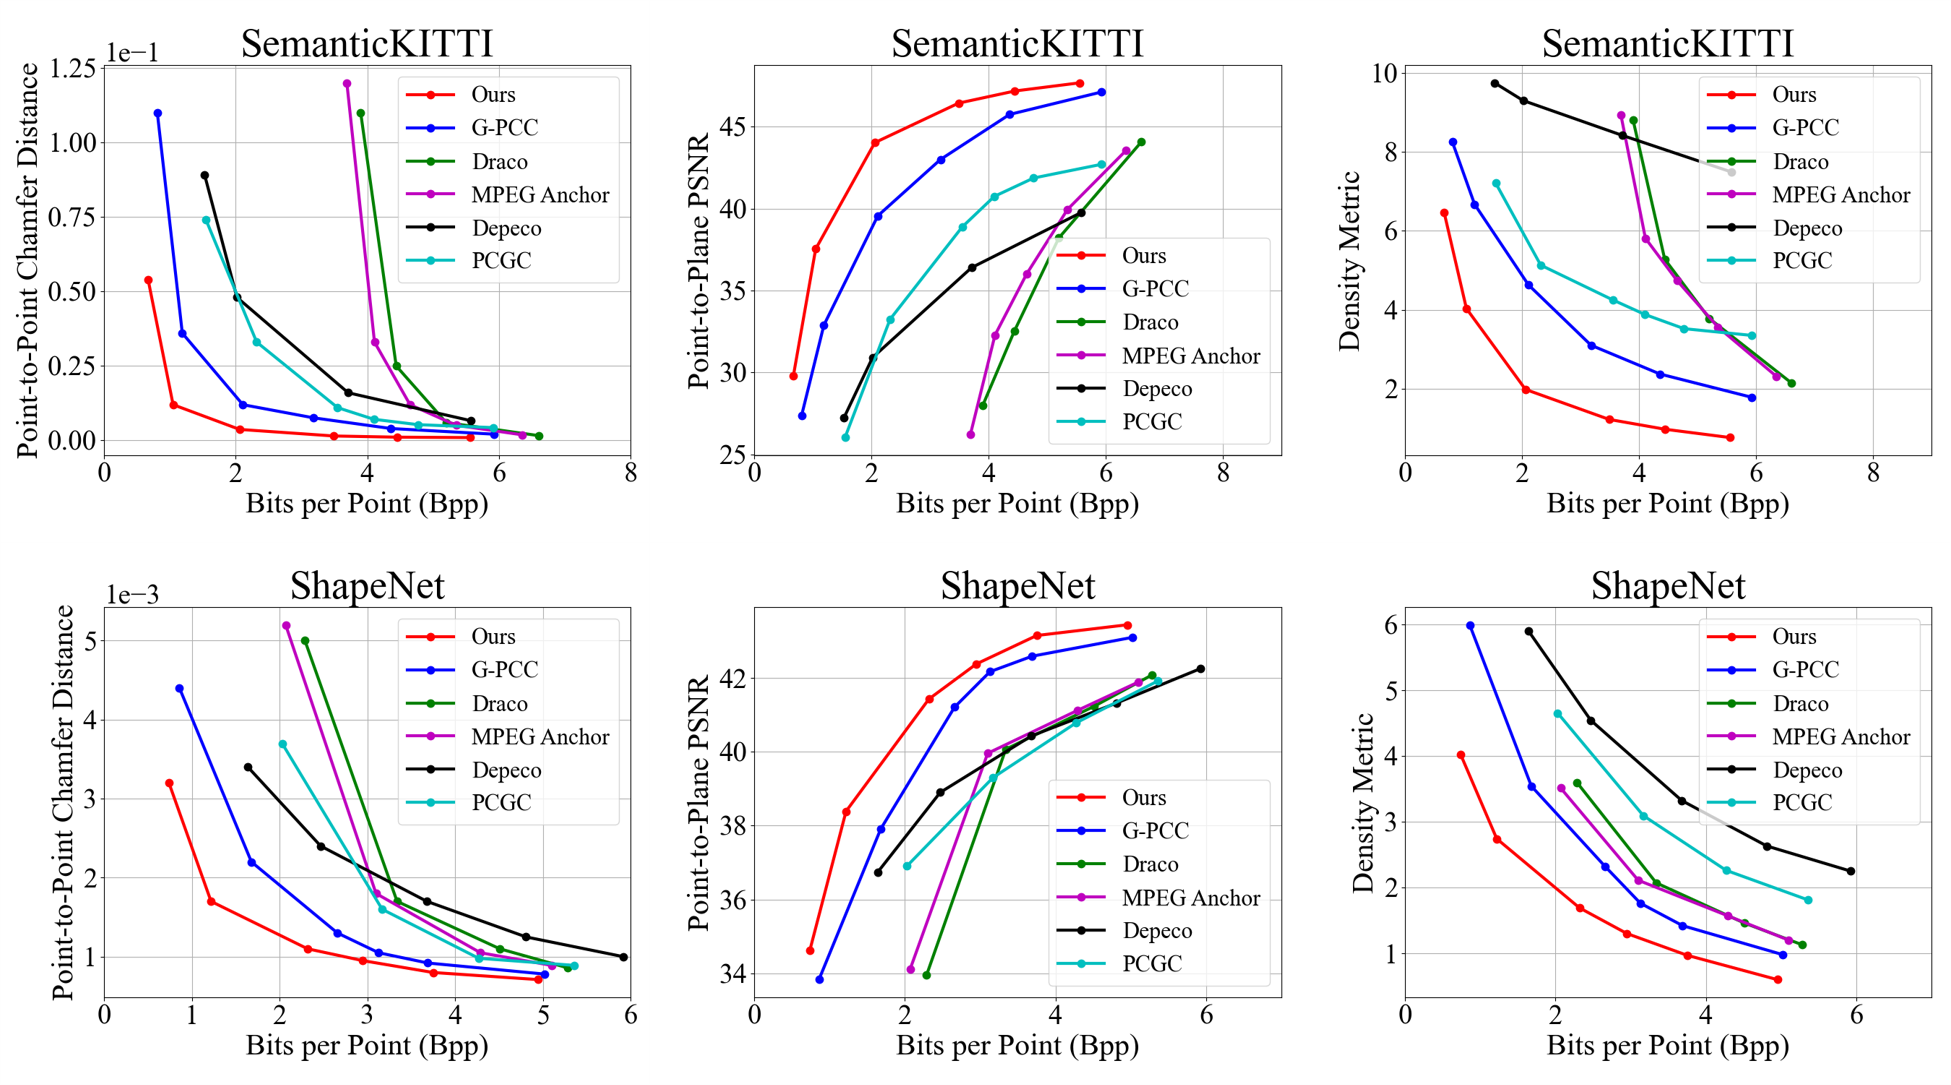 SemanticKITTI
1e−1
Point-to-Point Chamfer Distance
1.25
1.00
0.75
0.50
0.25
0.00
0 2 4 6 8
Bits per Point (Bpp)
Ours
G-PCC
Draco
MPEG Anchor
Depeco
PCGC
SemanticKITTI
Point-to-Plane PSNR
45
40
35
30
25
0 2 4 6 8
Bits per Point (Bpp)
Ours
G-PCC
Draco
MPEG Anchor
Depeco
PCGC
SemanticKITTI
Density Metric
10
8
6
4
2
0 2 4 6 8
Bits per Point (Bpp)
Ours
G-PCC
Draco
MPEG Anchor
Depeco
PCGC
ShapeNet
1e−3
Point-to-Point Chamfer Distance
5
4
3
2
1
0 1 2 3 4 5 6
Bits per Point (Bpp)
Ours
G-PCC
Draco
MPEG Anchor
Depeco
PCGC
ShapeNet
Point-to-Plane PSNR
42
40
38
36
34
0 2 4 6
Bits per Point (Bpp)
Ours
G-PCC
Draco
MPEG Anchor
Depeco
PCGC
ShapeNet
Density Metric
6
5
4
3
2
1
0 2 4 6
Bits per Point (Bpp)
Ours
G-PCC
Draco
MPEG Anchor
Depeco
PCGC